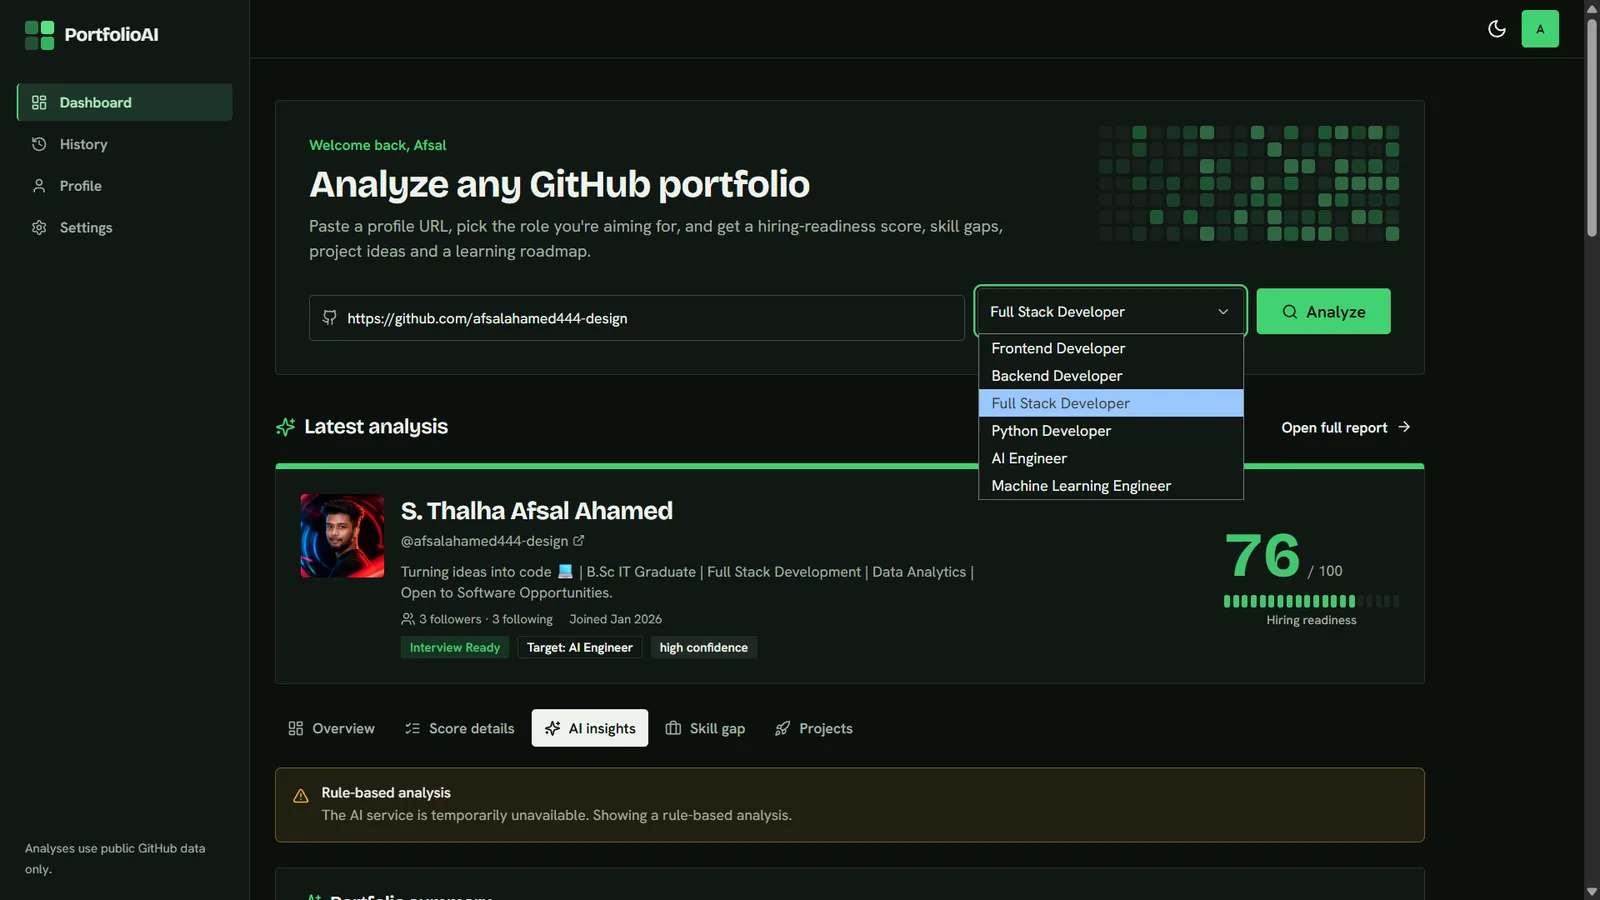 PortfolioAI
A
Dashboard
History
Profile
Settings
Welcome back, Afsal
Analyze any GitHub portfolio
Paste a profile URL, pick the role you're aiming for, and get a hiring-readiness score, skill gaps,
project ideas and a learning roadmap.
https://github.com/afsalahamed444-design
Full Stack Developer
Analyze
Frontend Developer
Backend Developer
Full Stack Developer
Python Developer
AI Engineer
Machine Learning Engineer
Latest analysis
Open full report
S. Thalha Afsal Ahamed
@afsalahamed444-design
Turning ideas into code 💻 | B.Sc IT Graduate | Full Stack Development | Data Analytics |
Open to Software Opportunities.
3 followers · 3 following Joined Jan 2026
Interview Ready Target: AI Engineer high confidence
76 / 100
Hiring readiness
Overview Score details AI insights Skill gap Projects
Rule-based analysis
The AI service is temporarily unavailable. Showing a rule-based analysis.
Analyses use public GitHub data
only.
Portfolio summary